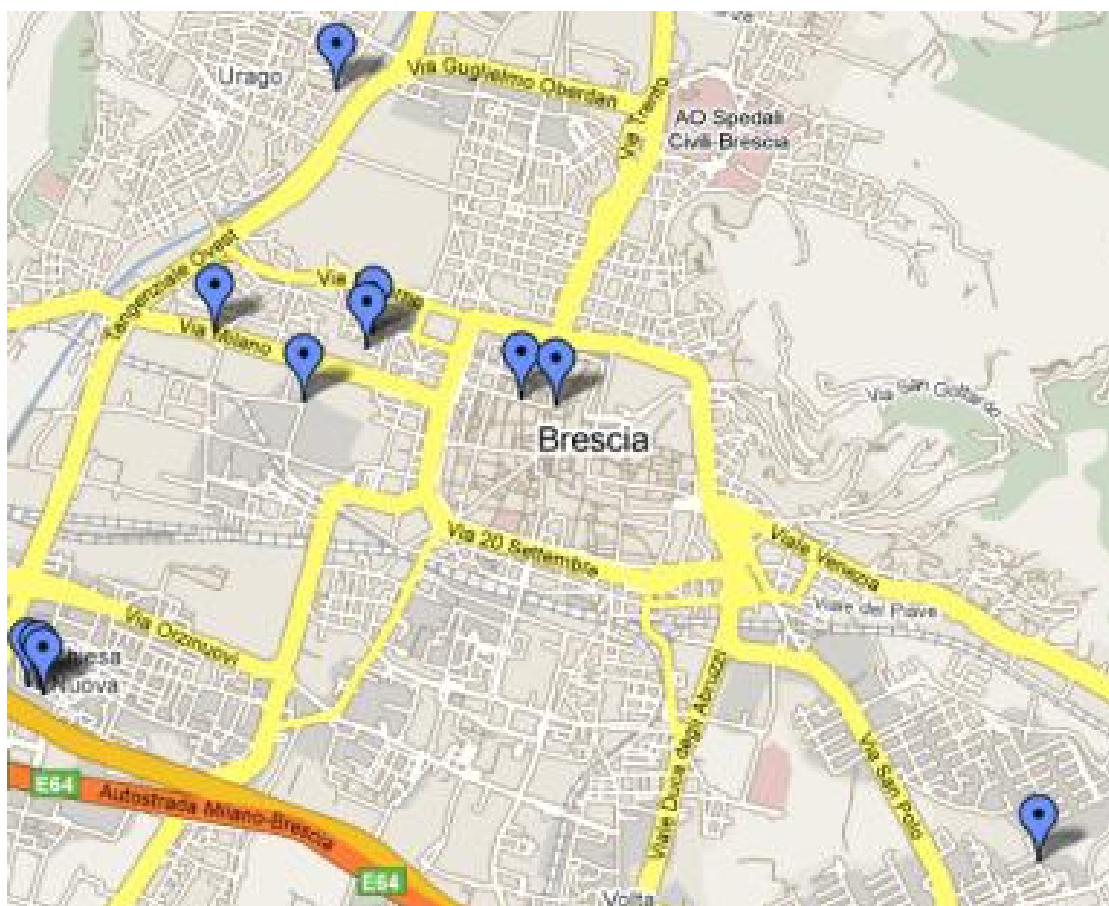 Urago
Via Guglielmo Oberdan
Via Trento
AO Spedali
Civili-Brescia
Tangenziale Ovest
Via
Via Milano
Via San Gottardo
Brescia
Via 20 Settembre
Viale Venezia
Viale del Piave
Via Orzinuovi
Nuova
Viale Duca degli Abruzzi
Via San Polo
E64
Autostrada Milano-Brescia
E64
Volta